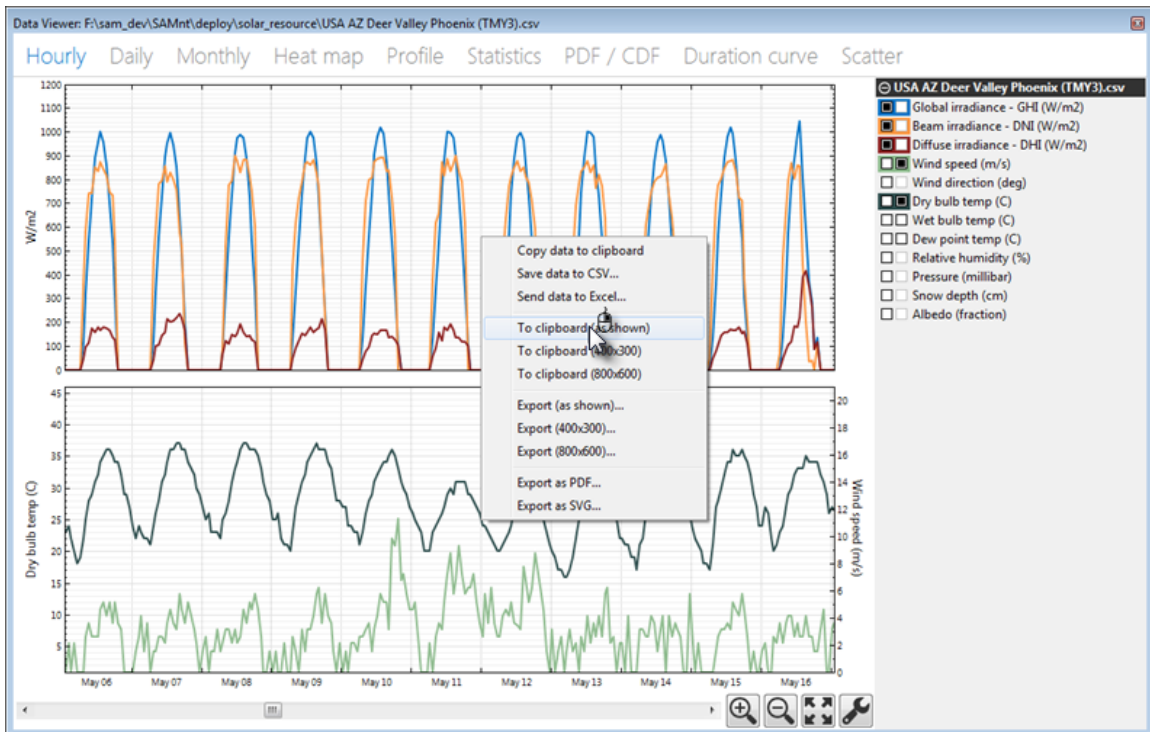 Data Viewer: F:\sam_dev\SAMnt\deploy\solar_resource\USA AZ Deer Valley Phoenix (TMY3).csv
Hourly Daily Monthly Heat map Profile Statistics PDF / CDF Duration curve Scatter
1200
1100
1000
900
800
700
600
500
400
300
200
100
0
W/m2
USA AZ Deer Valley Phoenix (TMY3).csv
Global irradiance - GHI (W/m2)
Beam irradiance - DNI (W/m2)
Diffuse irradiance - DHI (W/m2)
Wind speed (m/s)
Wind direction (deg)
Dry bulb temp (C)
Wet bulb temp (C)
Dew point temp (C)
Relative humidity (%)
Pressure (millibar)
Snow depth (cm)
Albedo (fraction)
Copy data to clipboard
Save data to CSV...
Send data to Excel...
To clipboard (as shown)
To clipboard (400x300)
To clipboard (800x600)
Export (as shown)...
Export (400x300)...
Export (800x600)...
Export as PDF...
Export as SVG...
45
40
35
30
25
20
15
10
5
Dry bulb temp (C)
20
18
16
14
12
10
8
6
4
2
0
Wind speed (m/s)
May 06 May 07 May 08 May 09 May 10 May 11 May 12 May 13 May 14 May 15 May 16